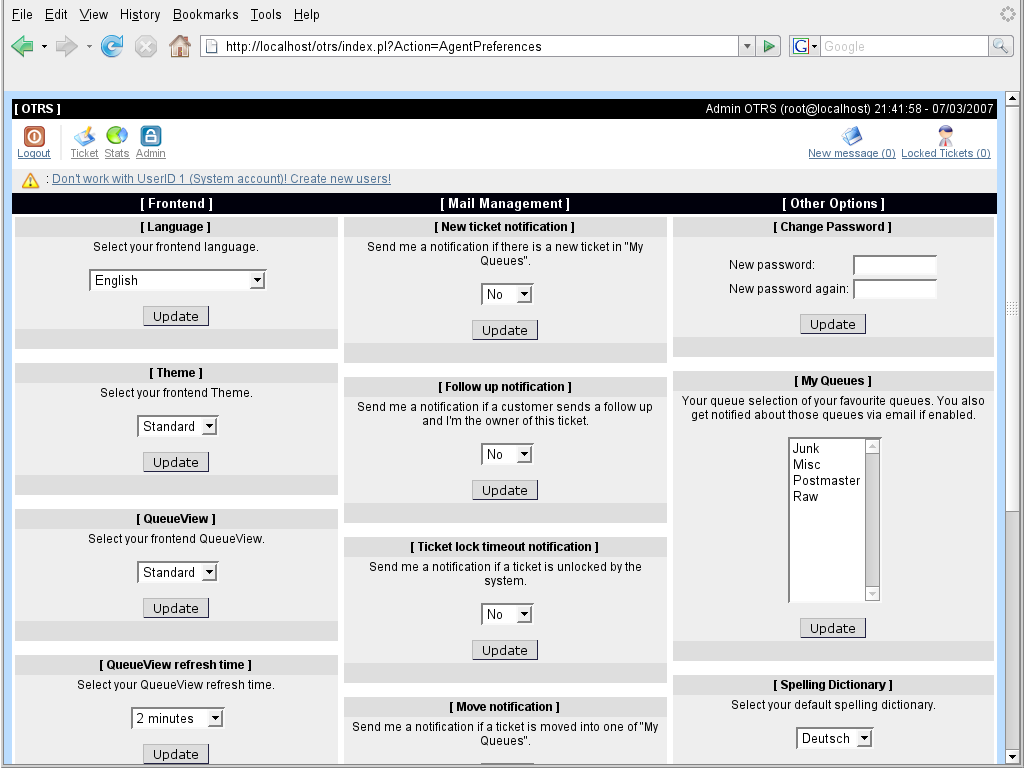 File Edit View History Bookmarks Tools Help
http://localhost/otrs/index.pl?Action=AgentPreferences
G Google
[ OTRS ]
Admin OTRS (root@localhost) 21:41:58 - 07/03/2007
Logout Ticket Stats Admin
New message (0) Locked Tickets (0)
: Don't work with UserID 1 (System account)! Create new users!
[ Frontend ]
[ Language ]
Select your frontend language.
English
Update
[ Theme ]
Select your frontend Theme.
Standard
Update
[ QueueView ]
Select your frontend QueueView.
Standard
Update
[ QueueView refresh time ]
Select your QueueView refresh time.
2 minutes
Update
[ Mail Management ]
[ New ticket notification ]
Send me a notification if there is a new ticket in "My
Queues".
No
Update
[ Follow up notification ]
Send me a notification if a customer sends a follow up
and I'm the owner of this ticket.
No
Update
[ Ticket lock timeout notification ]
Send me a notification if a ticket is unlocked by the
system.
No
Update
[ Move notification ]
Send me a notification if a ticket is moved into one of "My
Queues".
[ Other Options ]
[ Change Password ]
New password:
New password again:
Update
[ My Queues ]
Your queue selection of your favourite queues. You also
get notified about those queues via email if enabled.
Junk
Misc
Postmaster
Raw
Update
[ Spelling Dictionary ]
Select your default spelling dictionary.
Deutsch